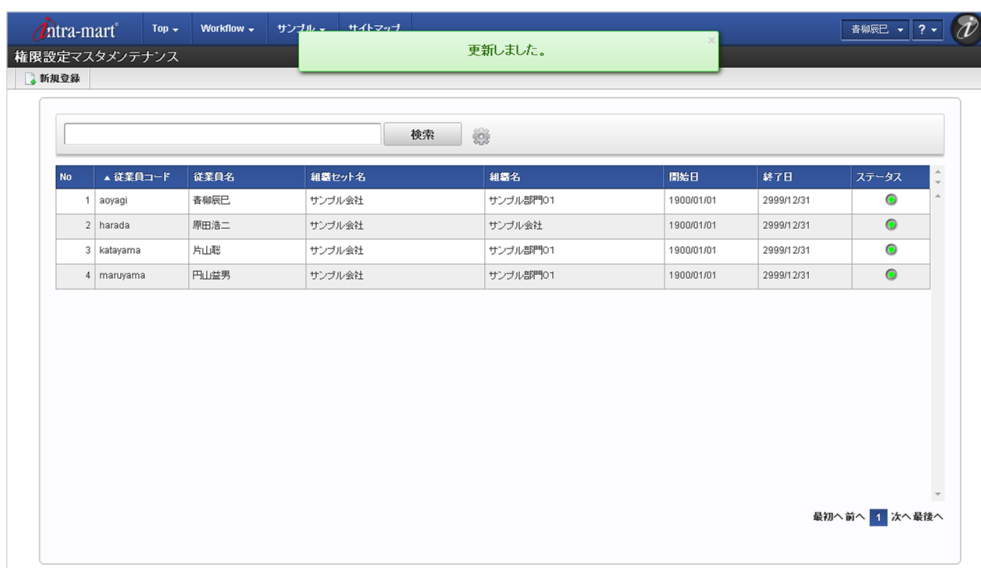 intra-mart Top Workflow サンプル サイトマップ 青柳辰巳 ?
更新しました。 ×
権限設定マスタメンテナンス
新規登録
検索
No ▲ 従業員コード 従業員名 組織セット名 組織名 開始日 終了日 ステータス
1 aoyagi 青柳辰巳 サンプル会社 サンプル部門01 1900/01/01 2999/12/31
2 harada 原田浩二 サンプル会社 サンプル会社 1900/01/01 2999/12/31
3 katayama 片山聡 サンプル会社 サンプル部門01 1900/01/01 2999/12/31
4 maruyama 円山益男 サンプル会社 サンプル部門01 1900/01/01 2999/12/31
最初へ 前へ 1 次へ 最後へ